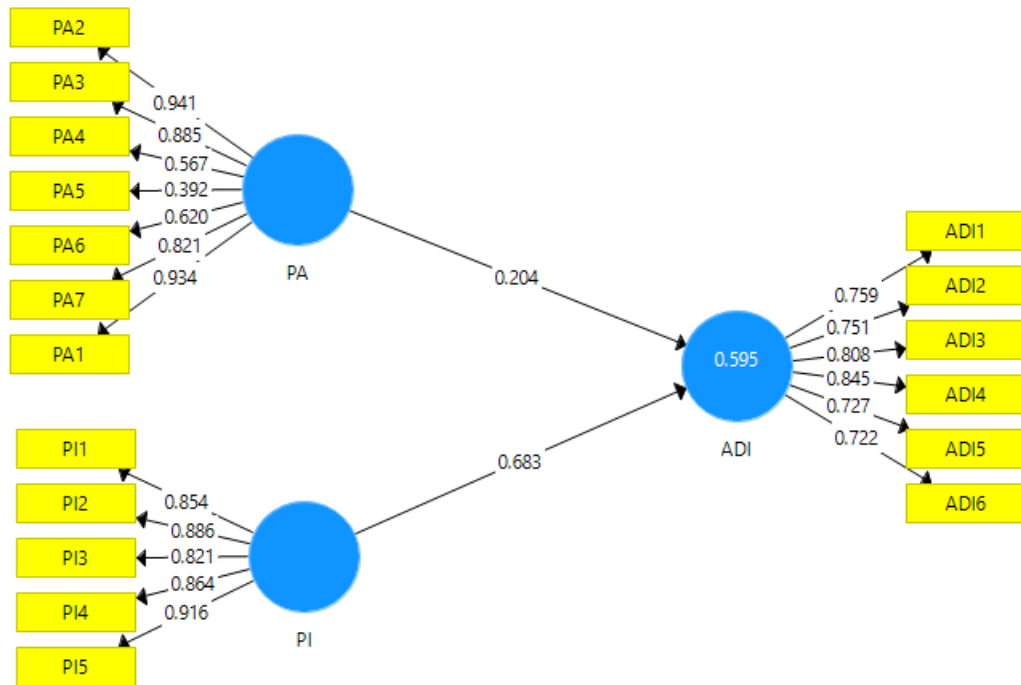 PA2
PA3
PA4
PA5
PA6
PA7
PA1
0.941
0.885
0.567
0.392
0.620
0.821
0.934
PA
0.204
PI1
PI2
PI3
PI4
PI5
0.854
0.886
0.821
0.864
0.916
PI
0.683
0.595
ADI
0.759
0.751
0.808
0.845
0.727
0.722
ADI1
ADI2
ADI3
ADI4
ADI5
ADI6